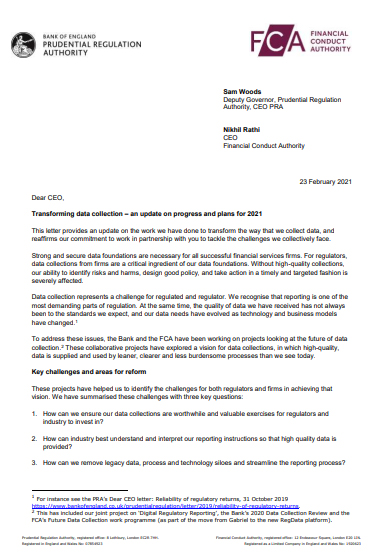 BANK OF ENGLAND
PRUDENTIAL REGULATION
AUTHORITY
FCA
FINANCIAL
CONDUCT
AUTHORITY
Sam Woods
Deputy Governor, Prudential Regulation
Authority, CEO PRA
Nikhil Rathi
CEO
Financial Conduct Authority
23 February 2021
Dear CEO,
Transforming data collection – an update on progress and plans for 2021
This letter provides an update on the work we have done to transform the way that we collect data, and
reaffirms our commitment to work in partnership with you to tackle the challenges we collectively face.
Strong and secure data foundations are necessary for all successful financial services firms. For regulators,
data collections from firms are a critical ingredient of our data foundations. Without high-quality collections,
our ability to identify risks and harms, design good policy, and take action in a timely and targeted fashion is
severely affected.
Data collection represents a challenge for regulated and regulator. We recognise that reporting is one of the
most demanding parts of regulation. At the same time, the quality of data we have received has not always
been to the standards we expect, and our data needs have evolved as technology and business models
have changed.¹
To address these issues, the Bank and the FCA have been working on projects looking at the future of data
collection.² These collaborative projects have explored a vision for data collections, in which high-quality,
data is supplied and used by leaner, clearer and less burdensome processes than we see today.
Key challenges and areas for reform
These projects have helped us to identify the challenges for both regulators and firms in achieving that
vision. We have summarised these challenges with three key questions:
1. How can we ensure our data collections are worthwhile and valuable exercises for regulators and
industry to invest in?
2. How can industry best understand and interpret our reporting instructions so that high quality data is
provided?
3. How can we remove legacy data, process and technology siloes and streamline the reporting process?
¹ For instance see the PRA's Dear CEO letter: Reliability of regulatory returns, 31 October 2019
https://www.bankofengland.co.uk/prudentialregulation/letter/2019/reliability-of-regulatory-returns.
² This has included our joint project on 'Digital Regulatory Reporting', the Bank's 2020 Data Collection Review and the
FCA's Future Data Collection work programme (as part of the move from Gabriel to the new RegData platform).
Prudential Regulation Authority, registered office: 8 Lothbury, London EC2R 7HH.
Registered in England and Wales No: 07854923
Financial Conduct Authority, registered office: 12 Endeavour Square, London E20 1JN.
Registered as a Limited Company in England and Wales No: 1920623